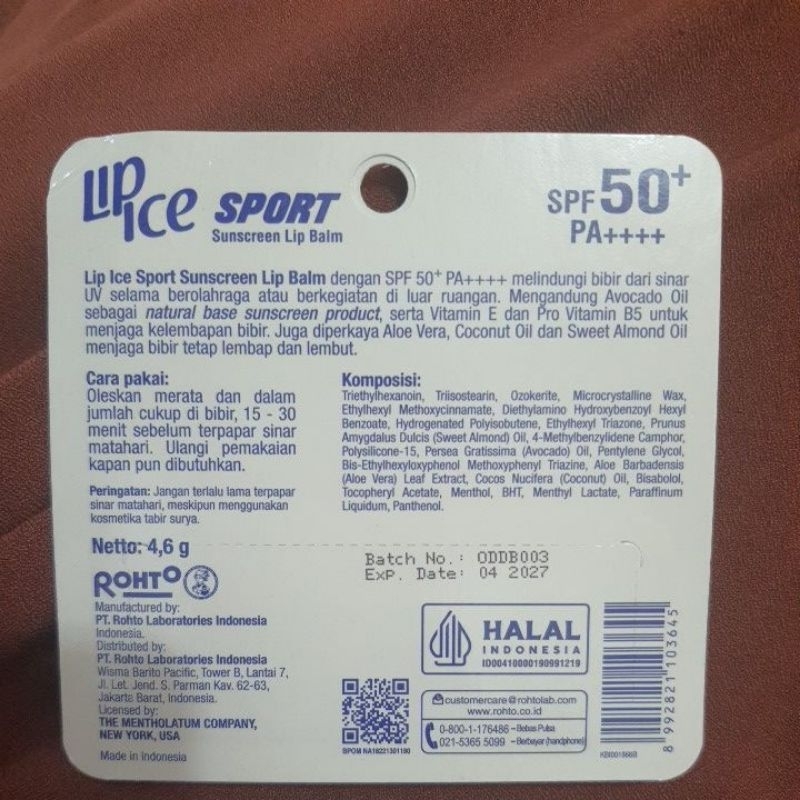 LIP ICE SPORT
Sunscreen Lip Balm
SPF 50+
PA++++
Lip Ice Sport Sunscreen Lip Balm dengan SPF 50+ PA++++ melindungi bibir dari sinar
UV selama berolahraga atau berkegiatan di luar ruangan. Mengandung Avocado Oil
sebagai natural base sunscreen product, serta Vitamin E dan Pro Vitamin B5 untuk
menjaga kelembapan bibir. Juga diperkaya Aloe Vera, Coconut Oil dan Sweet Almond Oil
menjaga bibir tetap lembap dan lembut.
Cara pakai:
Oleskan merata dan dalam
jumlah cukup di bibir, 15 - 30
menit sebelum terpapar sinar
matahari. Ulangi pemakaian
kapan pun dibutuhkan.
Peringatan: Jangan terlalu lama terpapar
sinar matahari, meskipun menggunakan
kosmetika tabir surya.
Netto: 4,6 g
Komposisi:
Triethylhexanoin, Triisostearin, Ozokerite, Microcrystalline Wax,
Ethylhexyl Methoxycinnamate, Diethylamino Hydroxybenzoyl Hexyl
Benzoate, Hydrogenated Polyisobutene, Ethylhexyl Triazone, Prunus
Amygdalus Dulcis (Sweet Almond) Oil, 4-Methylbenzylidene Camphor,
Polysilicone-15, Persea Gratissima (Avocado) Oil, Pentylene Glycol,
Bis-Ethylhexyloxyphenol Methoxyphenyl Triazine, Aloe Barbadensis
(Aloe Vera) Leaf Extract, Cocos Nucifera (Coconut) Oil, Bisabolol,
Tocopheryl Acetate, Menthol, BHT, Menthyl Lactate, Paraffinum
Liquidum, Panthenol.
Batch No.: ODDB003
Exp. Date: 04 2027
ROHTO
Manufactured by:
PT. Rohto Laboratories Indonesia
Indonesia.
Distributed by:
PT. Rohto Laboratories Indonesia
Wisma Barito Pacific, Tower B, Lantai 7,
Jl. Let. Jend. S. Parman Kav. 62-63,
Jakarta Barat, Indonesia.
Licensed by:
THE MENTHOLATUM COMPANY,
NEW YORK, USA
Made in Indonesia
BPOM NA18221301190
HALAL
INDONESIA
ID00410000190991219
customercare@rohtolab.com
www.rohto.co.id
0-800-1-176486 - Bebas Pulsa
021-5365 5099 - Berbayar (handphone)
8 992821 103645